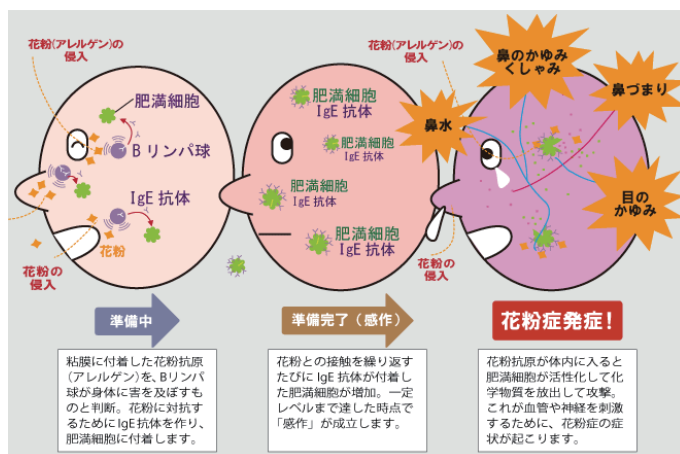 花粉(アレルゲン)の
侵入
肥満細胞
Bリンパ球
IgE 抗体
花粉
花粉の
侵入
準備中
粘膜に付着した花粉抗原
(アレルゲン)を、Bリンパ
球が身体に害を及ぼすも
のと判断。花粉に対抗す
るためにIgE抗体を作り、
肥満細胞に付着します。
肥満細胞
IgE 抗体
肥満細胞
IgE 抗体
肥満細胞
IgE 抗体
肥満細胞
IgE 抗体
準備完了(感作)
花粉との接触を繰り返す
たびに IgE 抗体が付着し
た肥満細胞が増加。一定
レベルまで達した時点で
「感作」が成立します。
花粉(アレルゲン)の
侵入
鼻のかゆみ
くしゃみ
鼻づまり
鼻水
目の
かゆみ
花粉の
侵入
花粉症発症!
花粉抗原が体内に入ると
肥満細胞が活性化して化
学物質を放出して攻撃。
これが血管や神経を刺激
するために、花粉症の症
状が起こります。